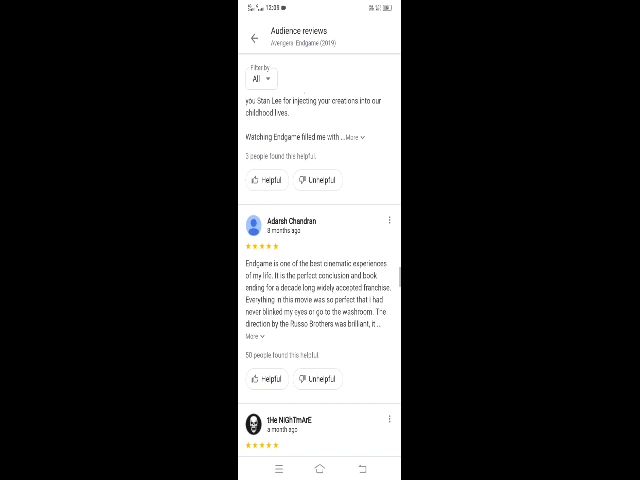 12:09
Audience reviews
Avengers: Endgame (2019)
Filter by
All
you Stan Lee for injecting your creations into our
childhood lives.
Watching Endgame filled me with ... More
3 people found this helpful.
Helpful
Unhelpful
Adarsh Chandran
8 months ago
Endgame is one of the best cinematic experiences
of my life. It is the perfect conclusion and book
ending for a decade long widely accepted franchise.
Everything in this movie was so perfect that I had
never blinked my eyes or go to the washroom. The
direction by the Russo Brothers was brilliant, it ...
More
50 people found this helpful.
Helpful
Unhelpful
tHe NiGhTmArE
a month ago